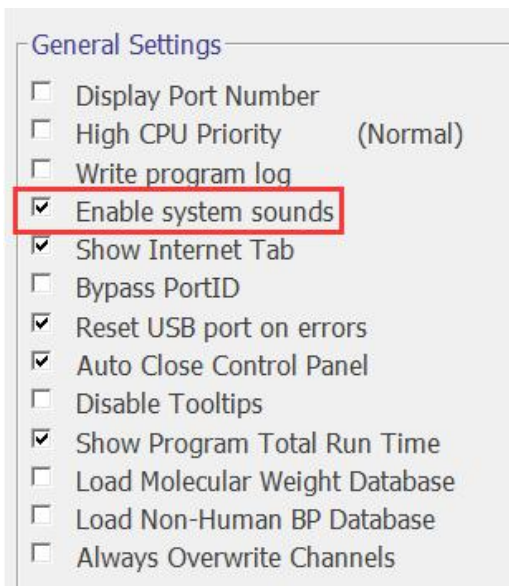 General Settings
Display Port Number
High CPU Priority (Normal)
Write program log
Enable system sounds
Show Internet Tab
Bypass PortID
Reset USB port on errors
Auto Close Control Panel
Disable Tooltips
Show Program Total Run Time
Load Molecular Weight Database
Load Non-Human BP Database
Always Overwrite Channels